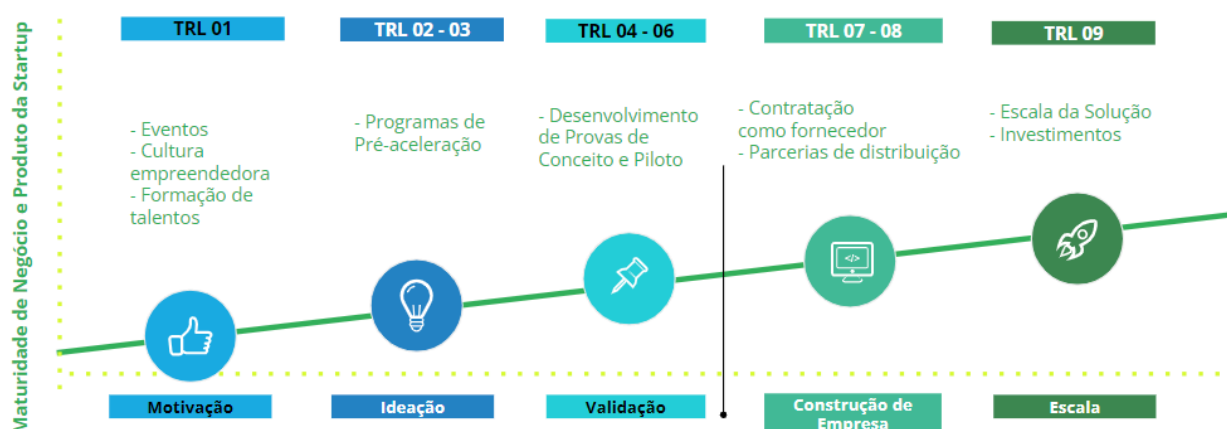 Maturidade de Negócio e Produto da Startup
TRL 01
TRL 02 - 03
TRL 04 - 06
TRL 07 - 08
TRL 09
- Eventos
- Cultura
empreendedora
- Formação de
talentos
- Programas de
Pré-aceleração
- Desenvolvimento
de Provas de
Conceito e Piloto
- Contratação
como fornecedor
- Parcerias de distribuição
- Escala da Solução
- Investimentos
</>
Motivação
Ideação
Validação
Construção de
Empresa
Escala